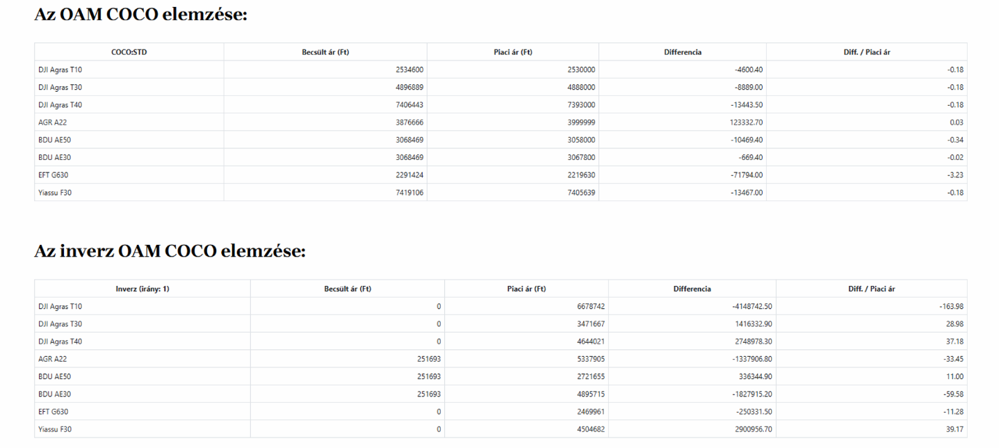 Az OAM COCO elemzése:
COCO:STD Becsült ár (Ft) Piaci ár (Ft) Differencia Diff. / Piaci ár
DJI Agras T10 2534600 2530000 -4600.40 -0.18
DJI Agras T30 4896889 4888000 -8889.00 -0.18
DJI Agras T40 7406443 7393000 -13443.50 -0.18
AGR A22 3876666 3999999 123332.70 0.03
BDU AE50 3068469 3058000 -10469.40 -0.34
BDU AE30 3068469 3067800 -669.40 -0.02
EFT G630 2291424 2219630 -71794.00 -3.23
Yiassu F30 7419106 7405639 -13467.00 -0.18
Az inverz OAM COCO elemzése:
Inverz (irány: 1) Becsült ár (Ft) Piaci ár (Ft) Differencia Diff. / Piaci ár
DJI Agras T10 0 6678742 -4148742.50 -163.98
DJI Agras T30 0 3471667 1416332.90 28.98
DJI Agras T40 0 4644021 2748978.30 37.18
AGR A22 251693 5337905 -1337906.80 -33.45
BDU AE50 251693 2721655 336344.90 11.00
BDU AE30 251693 4895715 -1827915.20 -59.58
EFT G630 0 2469961 -250331.50 -11.28
Yiassu F30 0 4504682 2900956.70 39.17